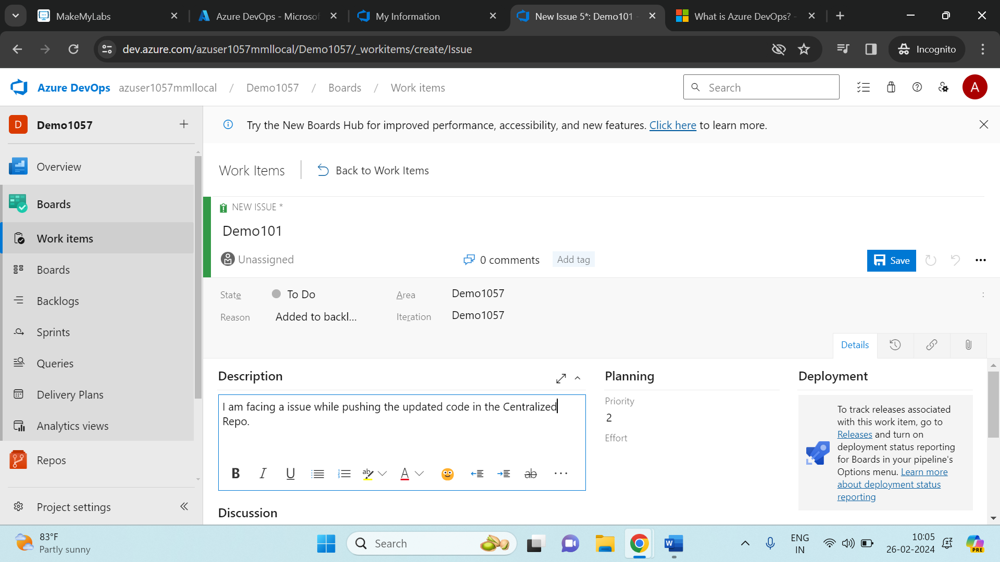 MakeMyLabs
Azure DevOps - Microsof
My Information
New Issue 5*: Demo101 -
What is Azure DevOps? -
dev.azure.com/azuser1057mmllocal/Demo1057/_workitems/create/Issue
Incognito
Azure DevOps azuser1057mmllocal / Demo1057 / Boards / Work items
Search
A
D Demo1057
Try the New Boards Hub for improved performance, accessibility, and new features. Click here to learn more.
Overview
Boards
Work items
Boards
Backlogs
Sprints
Queries
Delivery Plans
Analytics views
Repos
Project settings
Work Items
Back to Work Items
NEW ISSUE *
Demo101
Unassigned
0 comments
Add tag
Save
State
To Do
Area
Demo1057
Reason
Added to backl...
Iteration
Demo1057
Details
Description
I am facing a issue while pushing the updated code in the Centralized
Repo.
B I U ab A ab
Discussion
Planning
Priority
2
Effort
Deployment
To track releases associated
with this work item, go to
Releases and turn on
deployment status reporting
for Boards in your pipeline's
Options menu. Learn more
about deployment status
reporting
83°F
Partly sunny
Search
W
ENG
IN
10:05
26-02-2024
PRE